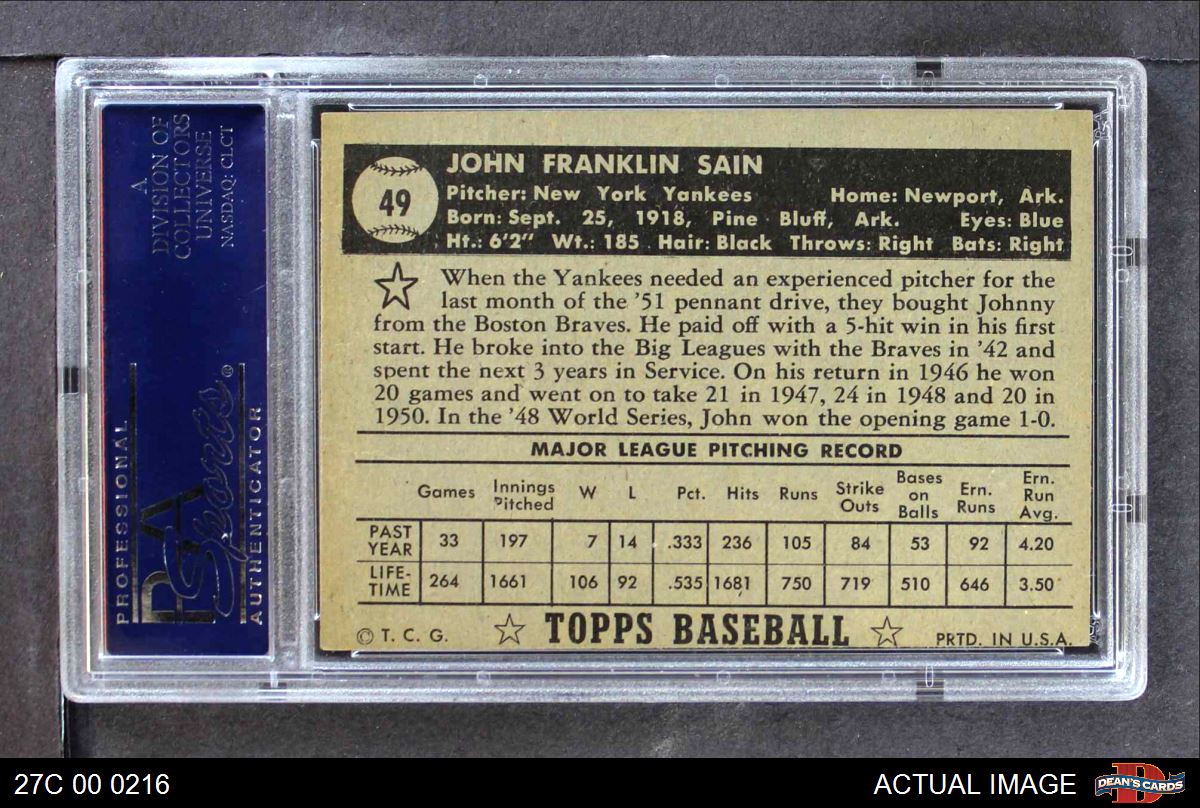 A
DIVISION OF
COLLECTORS
UNIVERSE
NASDAQ: CLCT
PROFESSIONAL
PSA
Sports®
AUTHENTICATOR
49
JOHN FRANKLIN SAIN
Pitcher: New York Yankees Home: Newport, Ark.
Born: Sept. 25, 1918, Pine Bluff, Ark. Eyes: Blue
Ht.: 6'2" Wt.: 185 Hair: Black Throws: Right Bats: Right
When the Yankees needed an experienced pitcher for the
last month of the '51 pennant drive, they bought Johnny
from the Boston Braves. He paid off with a 5-hit win in his first
start. He broke into the Big Leagues with the Braves in '42 and
spent the next 3 years in Service. On his return in 1946 he won
20 games and went on to take 21 in 1947, 24 in 1948 and 20 in
1950. In the '48 World Series, John won the opening game 1-0.
MAJOR LEAGUE PITCHING RECORD
Games Innings Pitched W L Pct. Hits Runs Strike Outs Bases on Balls Ern. Runs Ern. Run Avg.
PAST YEAR 33 197 7 14 .333 236 105 84 53 92 4.20
LIFE-TIME 264 1661 106 92 .535 1681 750 719 510 646 3.50
© T. C. G. TOPPS BASEBALL PRTD. IN U.S.A.
27C 00 0216 ACTUAL IMAGE
D
DEAN'S CARDS